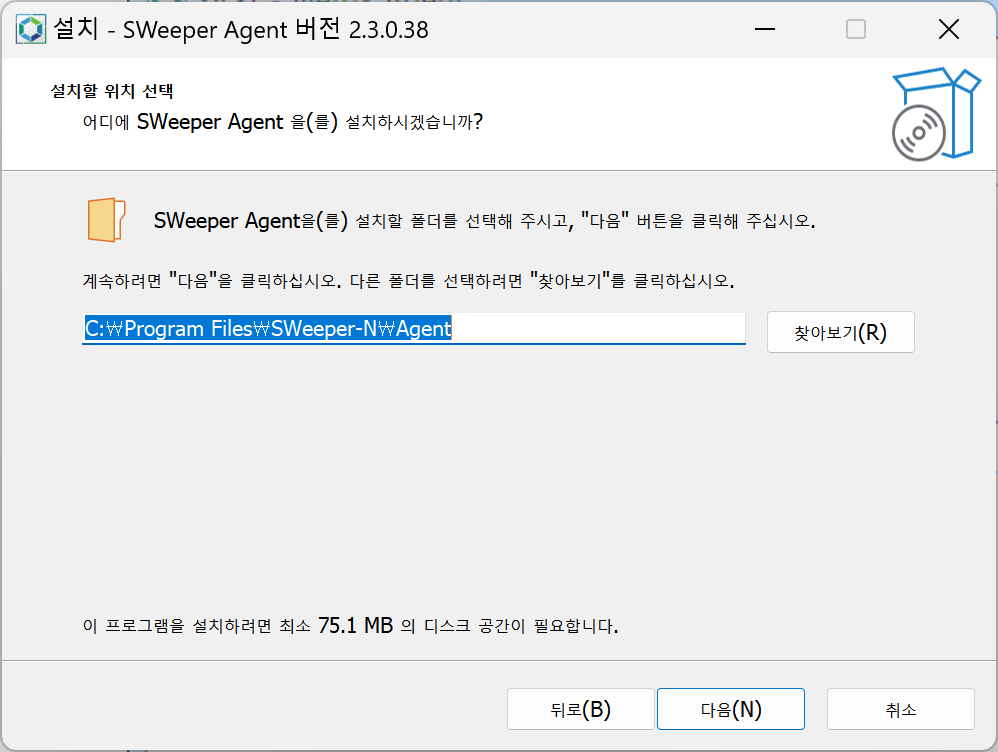 설치 - SWeeper Agent 버전 2.3.0.38
설치할 위치 선택
어디에 SWeeper Agent 을(를) 설치하시겠습니까?
SWeeper Agent을(를) 설치할 폴더를 선택해 주시고, "다음" 버튼을 클릭해 주십시오.
계속하려면 "다음"을 클릭하십시오. 다른 폴더를 선택하려면 "찾아보기"를 클릭하십시오.
C:₩Program Files₩SWeeper-N₩Agent
찾아보기(R)
이 프로그램을 설치하려면 최소 75.1 MB 의 디스크 공간이 필요합니다.
뒤로(B)
다음(N)
취소